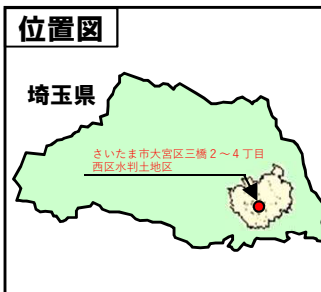 位置図
埼玉県
さいたま市大宮区三橋２～４丁目
西区水判土地区